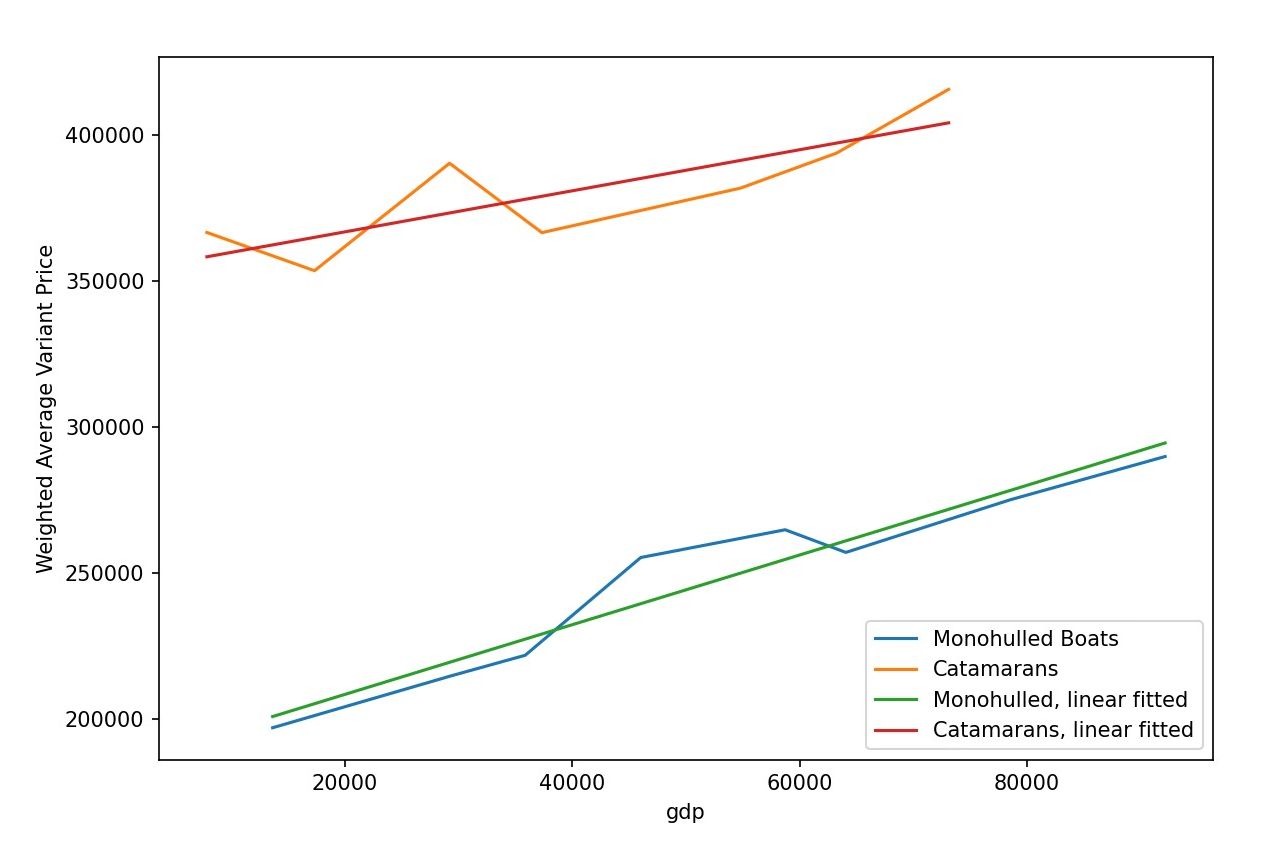 400000
350000
300000
250000
200000
Weighted Average Variant Price
20000
40000
60000
80000
gdp
Monohulled Boats
Catamarans
Monohulled, linear fitted
Catamarans, linear fitted